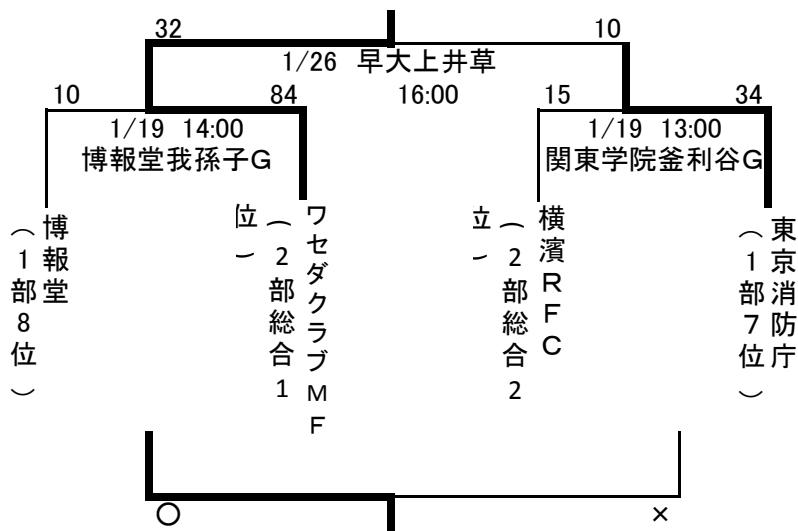 32
10
1/26 早大上井草
10
84
16:00
15
34
1/19 14:00
1/19 13:00
博報堂我孫子G
関東学院釜利谷G
博報堂
（1部8位）
ワセダクラブMF
（2部総合1
位）
横濱RFC
（2部総合2
位）
東京消防庁
（1部7位）
○
×